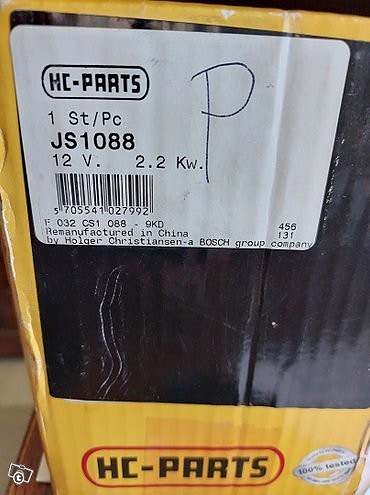 HC-PARTS
P
1 St/Pc
JS1088
12 V. 2.2 Kw.
5 705541 027992
F 032 CS1 088 - 9KD 456
Remanufactured in China 131
by Holger Christiansen-a BOSCH group company
HC-PARTS
100% tested